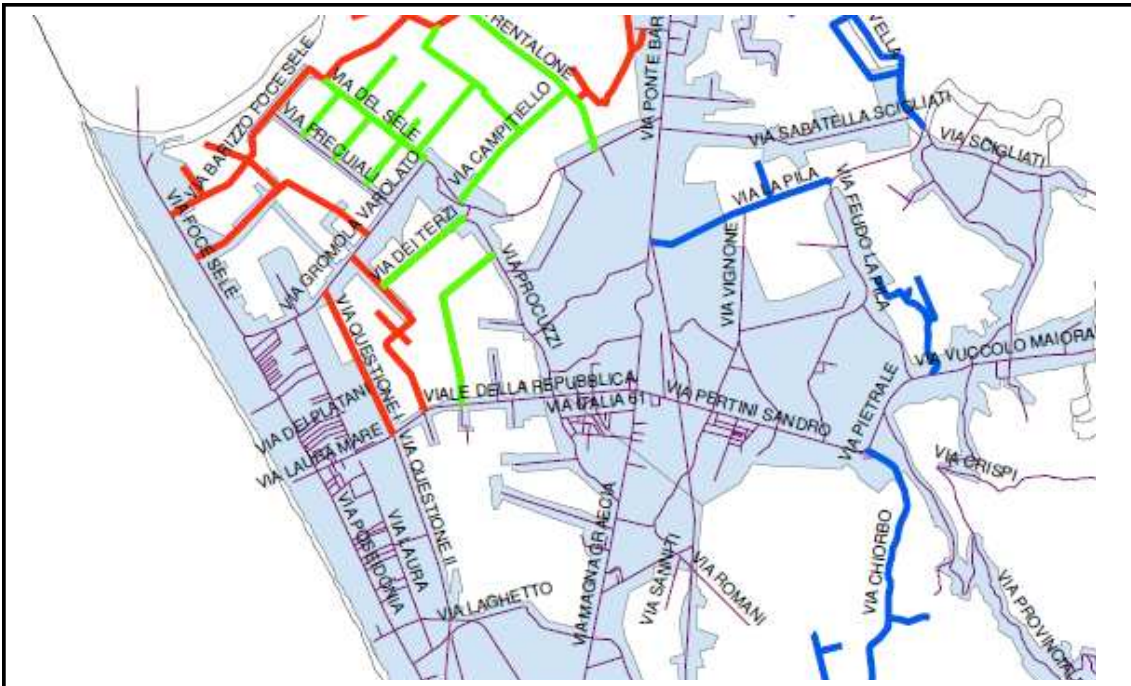 RENTALONE
VIA PONTE BAR
VELLA
VIA BARIZZO FOCE SELE
VIA DEL SELE
VIA FRECUIALI
VIA CAMPITIELLO
VIA SABATELLA SCIGLIATI
VIA SCIGLIATI
VIA GROMOLA VAROLATO
VIA LA PILA
VIA FOCE SELE
VIA DEI TERZI
VIA VIGNONE
VIA FEUDO LA PILA
VIA PROCUZZI
VIA QUESTIONE I
VIA VUCCOLO MAIORA
VIALE DELLA REPUBBLICA
VIA ITALIA 61
VIA PERTINI SANDRO
VIA PIETRALE
VIA DEI PLATANI
VIA LAURA MARE
VIA QUESTIONE II
VIA CRISPI
VIA POSEIDONIA
VIA LAURA
VIA MAGNA GRAECIA
VIA SANNITI
VIA ROMANI
VIA CHIORBO
VIA PROVINCIALE
VIA LAGHETTO